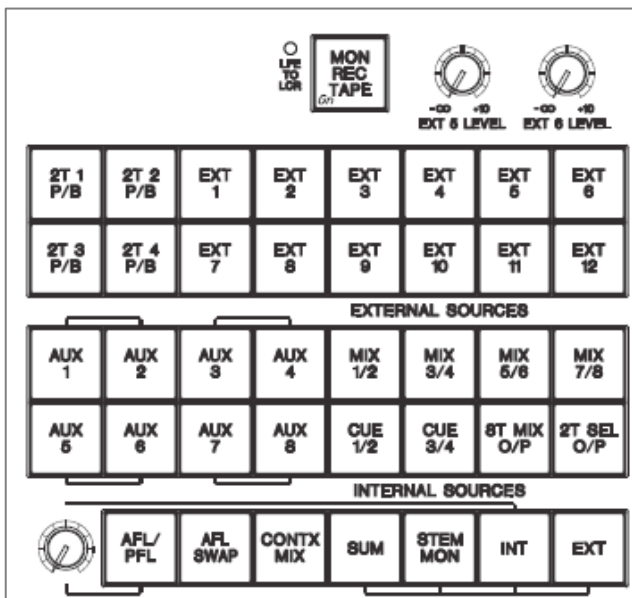 LFE
TO
LCR
MON
REC
TAPE
Grn
-∞ +10
EXT 5 LEVEL
-∞ +10
EXT 6 LEVEL
2T 1
P/B
2T 2
P/B
EXT
1
EXT
2
EXT
3
EXT
4
EXT
5
EXT
6
2T 3
P/B
2T 4
P/B
EXT
7
EXT
8
EXT
9
EXT
10
EXT
11
EXT
12
EXTERNAL SOURCES
AUX
1
AUX
2
AUX
3
AUX
4
MIX
1/2
MIX
3/4
MIX
5/6
MIX
7/8
AUX
5
AUX
6
AUX
7
AUX
8
CUE
1/2
CUE
3/4
ST MIX
O/P
2T SEL
O/P
INTERNAL SOURCES
AFL/
PFL
AFL
SWAP
CONTX
MIX
SUM
STEM
MON
INT
EXT